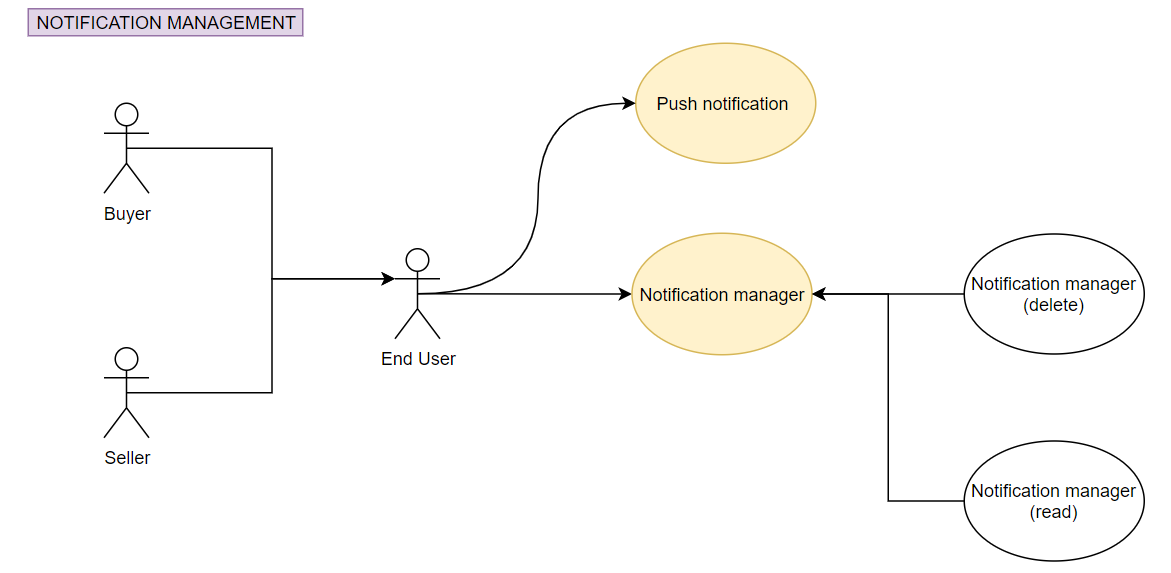 NOTIFICATION MANAGEMENT
Push notification
Buyer
Notification manager
(delete)
Notification manager
End User
Seller
Notification manager
(read)